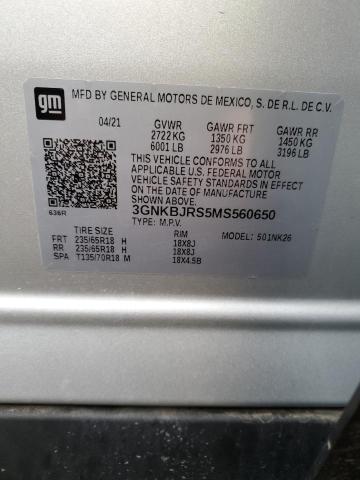 gm
MFD BY GENERAL MOTORS DE MEXICO, S. DE R.L. DE C.V.
04/21 GVWR GAWR FRT GAWR RR
2722 KG 1350 KG 1450 KG
6001 LB 2976 LB 3196 LB
THIS VEHICLE CONFORMS TO ALL
APPLICABLE U.S. FEDERAL MOTOR
VEHICLE SAFETY STANDARDS IN EFFECT
ON THE DATE OF MANUFACTURE
SHOWN ABOVE.
3GNKBJRS5MS560650
636R TYPE: M.P.V. MODEL: 501NK26
TIRE SIZE RIM
FRT 235/65R18 H 18X8J
RR 235/65R18 H 18X8J
SPA T135/70R18 M 18X4.5B